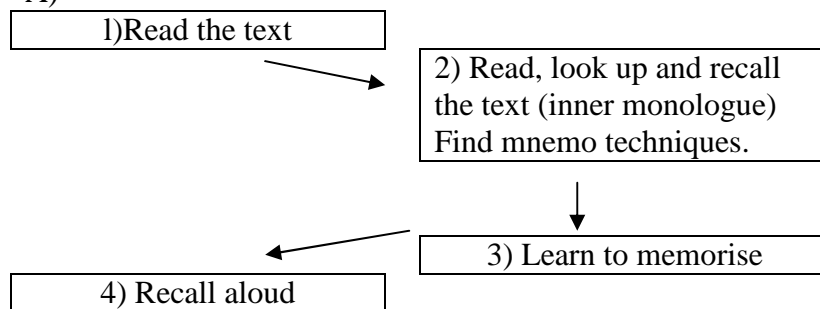 1)Read the text
2) Read, look up and recall
the text (inner monologue)
Find mnemo techniques.
3) Learn to memorise
4) Recall aloud